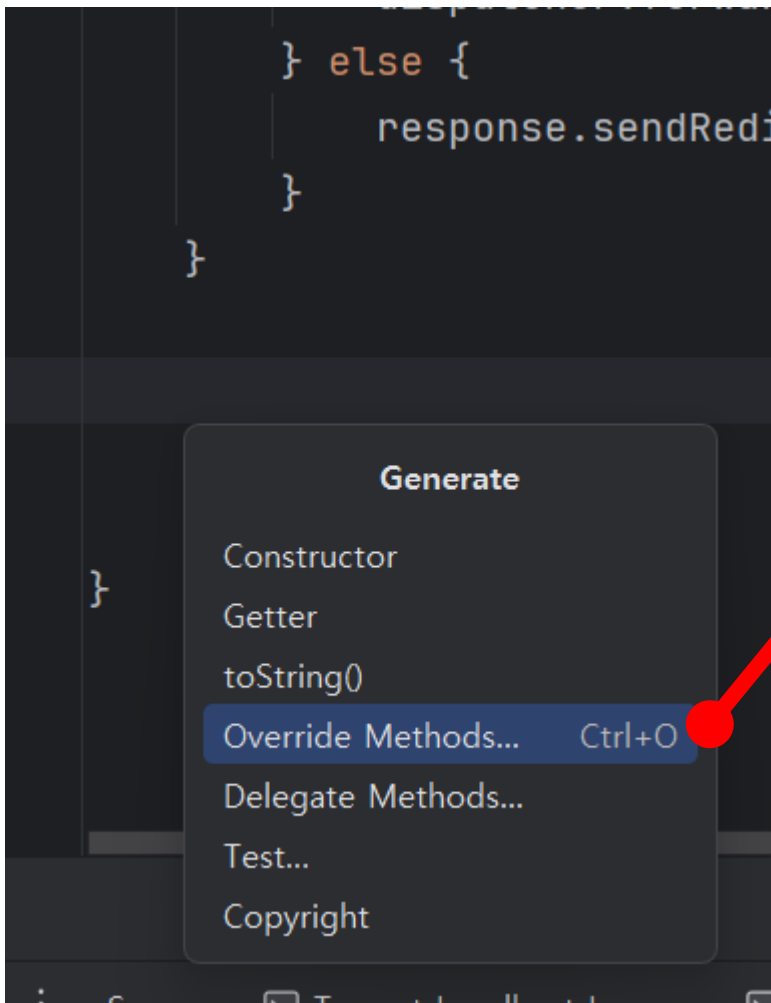 } else {
response.sendRedi
}
}
}
Generate
Constructor
Getter
toString()
Override Methods... Ctrl+O
Delegate Methods...
Test...
Copyright